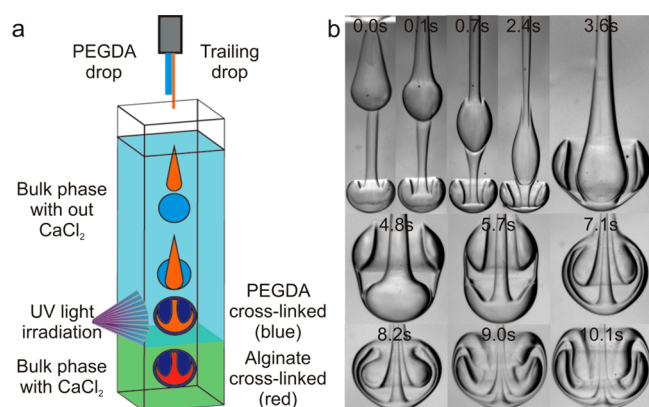 a
PEGDA
drop
Trailing
drop
Bulk phase
with out
CaCl₂
UV light
irradiation
PEGDA
cross-linked
(blue)
Bulk phase
with CaCl₂
Alginate
cross-linked
(red)
b
0.0s 0.1s 0.7s 2.4s 3.6s
4.8s 5.7s 7.1s
8.2s 9.0s 10.1s